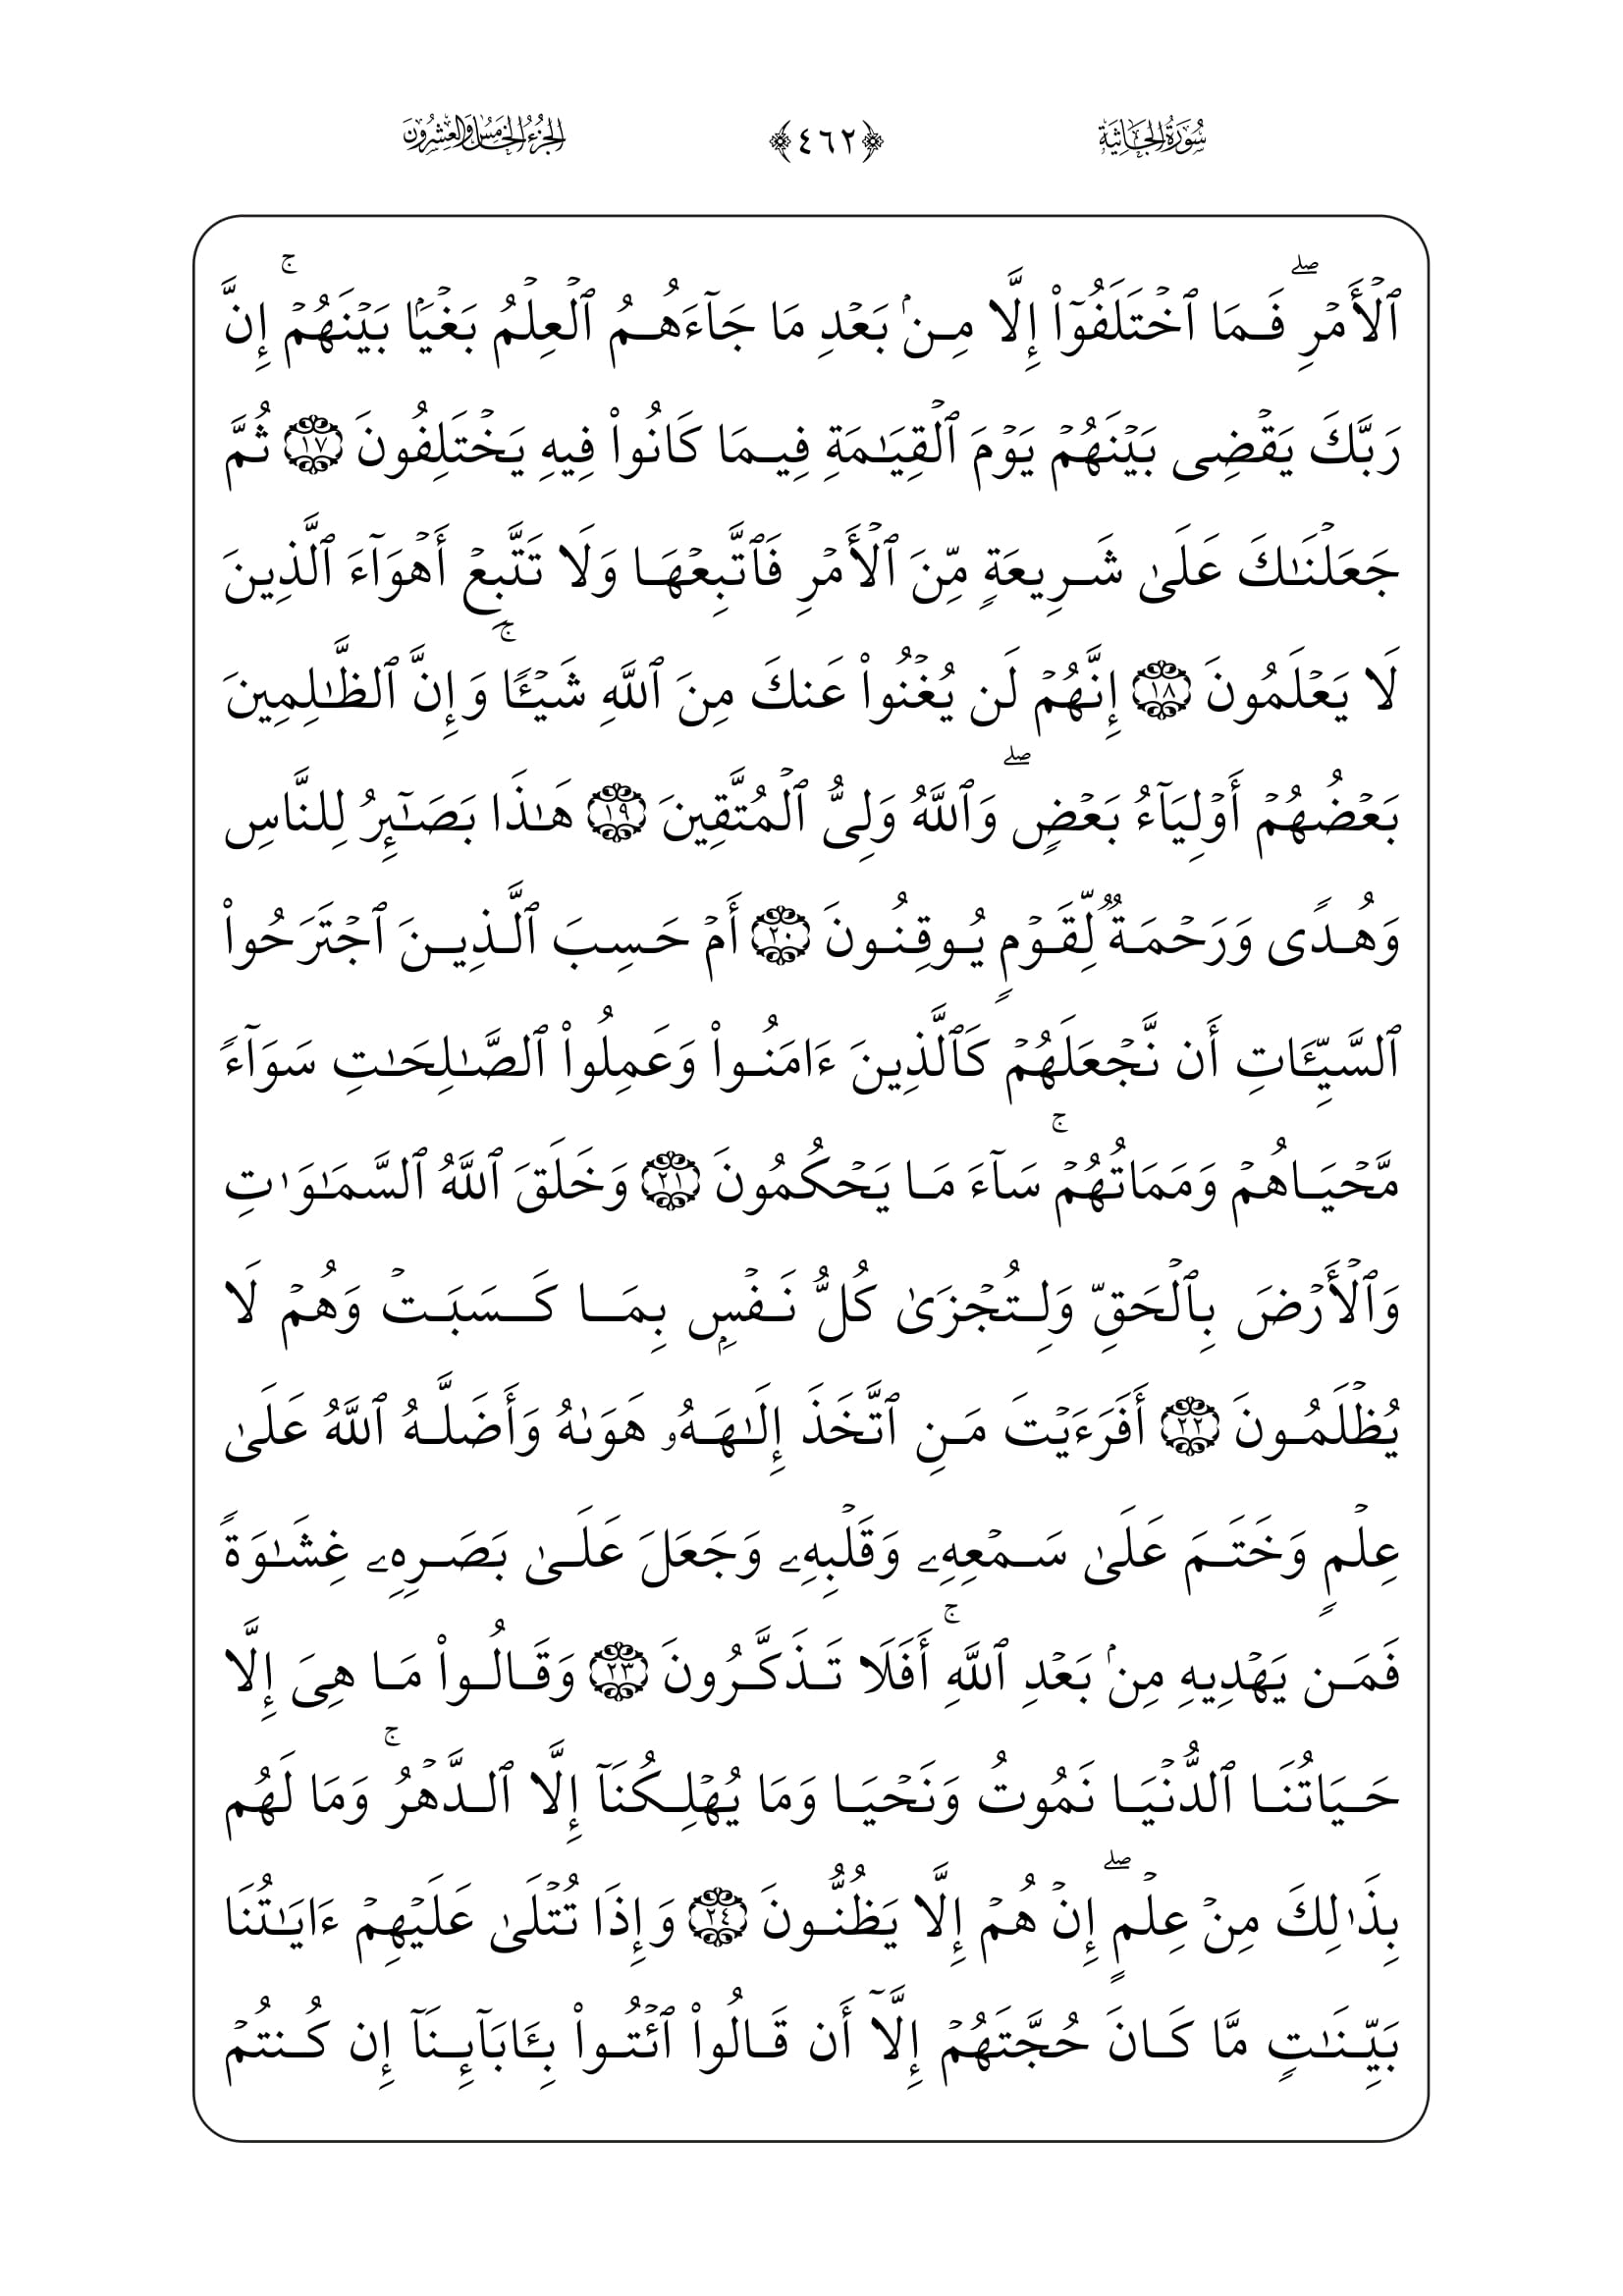 سُورَةُ الجَاثِيَة ﴿٤٦٢﴾ الجُزْءُ الخَامِسُ وَالعِشْرُونَ
ٱلْأَمْرِۖ فَمَا ٱخْتَلَفُوٓا۟ إِلَّا مِنۢ بَعْدِ مَا جَآءَهُمُ ٱلْعِلْمُ بَغْيًۢا بَيْنَهُمْۚ إِنَّ
رَبَّكَ يَقْضِى بَيْنَهُمْ يَوْمَ ٱلْقِيَـٰمَةِ فِيمَا كَانُوا۟ فِيهِ يَخْتَلِفُونَ ١٧ ثُمَّ
جَعَلْنَـٰكَ عَلَىٰ شَرِيعَةٍ مِّنَ ٱلْأَمْرِ فَٱتَّبِعْهَا وَلَا تَتَّبِعْ أَهْوَآءَ ٱلَّذِينَ
لَا يَعْلَمُونَ ١٨ إِنَّهُمْ لَن يُغْنُوا۟ عَنكَ مِنَ ٱللَّهِ شَيْـًٔاۚ وَإِنَّ ٱلظَّـٰلِمِينَ
بَعْضُهُمْ أَوْلِيَآءُ بَعْضٍۖ وَٱللَّهُ وَلِىُّ ٱلْمُتَّقِينَ ١٩ هَـٰذَا بَصَـٰٓئِرُ لِلنَّاسِ
وَهُدًى وَرَحْمَةٌ لِّقَوْمٍ يُوقِنُونَ ٢٠ أَمْ حَسِبَ ٱلَّذِينَ ٱجْتَرَحُوا۟
ٱلسَّيِّـَٔاتِ أَن نَّجْعَلَهُمْ كَٱلَّذِينَ ءَامَنُوا۟ وَعَمِلُوا۟ ٱلصَّـٰلِحَـٰتِ سَوَآءً
مَّحْيَاهُمْ وَمَمَاتُهُمْۚ سَآءَ مَا يَحْكُمُونَ ٢١ وَخَلَقَ ٱللَّهُ ٱلسَّمَـٰوَٰتِ
وَٱلْأَرْضَ بِٱلْحَقِّ وَلِتُجْزَىٰ كُلُّ نَفْسٍۭ بِمَا كَسَبَتْ وَهُمْ لَا
يُظْلَمُونَ ٢٢ أَفَرَءَيْتَ مَنِ ٱتَّخَذَ إِلَـٰهَهُۥ هَوَىٰهُ وَأَضَلَّهُ ٱللَّهُ عَلَىٰ
عِلْمٍ وَخَتَمَ عَلَىٰ سَمْعِهِۦ وَقَلْبِهِۦ وَجَعَلَ عَلَىٰ بَصَرِهِۦ غِشَـٰوَةً
فَمَن يَهْدِيهِ مِنۢ بَعْدِ ٱللَّهِۚ أَفَلَا تَذَكَّرُونَ ٢٣ وَقَالُوا۟ مَا هِىَ إِلَّا
حَيَاتُنَا ٱلدُّنْيَا نَمُوتُ وَنَحْيَا وَمَا يُهْلِكُنَآ إِلَّا ٱلدَّهْرُۚ وَمَا لَهُم
بِذَٰلِكَ مِنْ عِلْمٍۖ إِنْ هُمْ إِلَّا يَظُنُّونَ ٢٤ وَإِذَا تُتْلَىٰ عَلَيْهِمْ ءَايَـٰتُنَا
بَيِّنَـٰتٍ مَّا كَانَ حُجَّتَهُمْ إِلَّآ أَن قَالُوا۟ ٱئْتُوا۟ بِـَٔابَآئِنَآ إِن كُنتُمْ